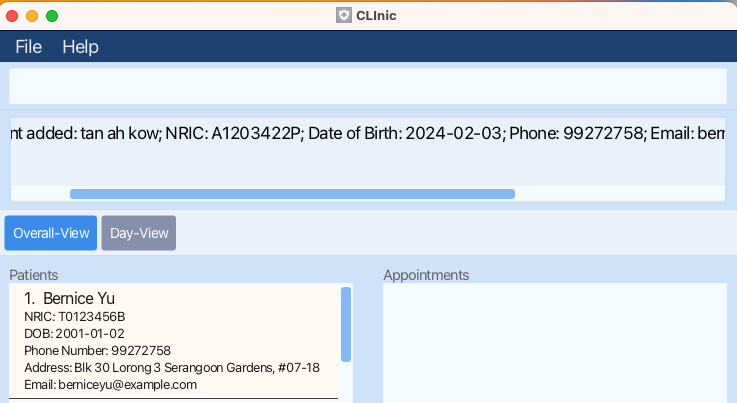 CLInic
File Help
nt added: tan ah kow; NRIC: A1203422P; Date of Birth: 2024-02-03; Phone: 99272758; Email: bern
Overall-View Day-View
Patients Appointments
1. Bernice Yu
NRIC: T0123456B
DOB: 2001-01-02
Phone Number: 99272758
Address: Blk 30 Lorong 3 Serangoon Gardens, #07-18
Email: berniceyu@example.com